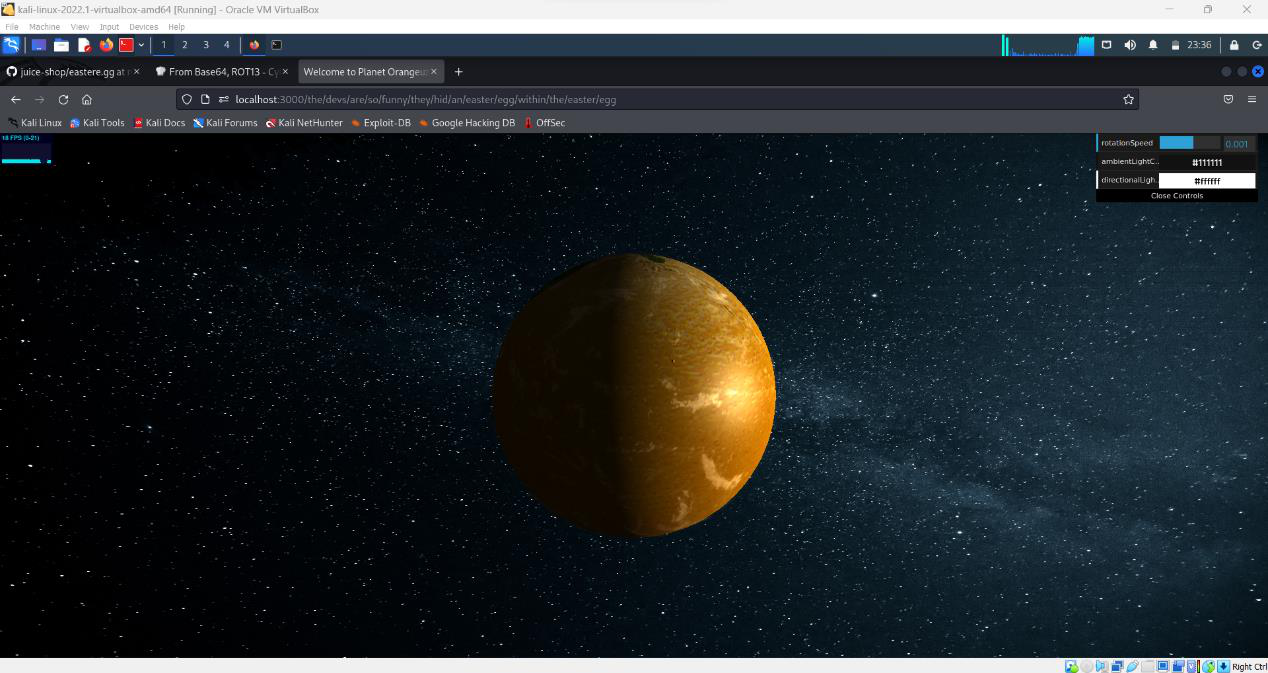 kali-linux-2022.1-virtualbox-amd64 [Running] - Oracle VM VirtualBox
File Machine View Input Devices Help
1 2 3 4 23:36
juice-shop/eastere.gg at From Base64, ROT13 - Cy Welcome to Planet Orangeu
localhost:3000/the/devs/are/so/funny/they/hid/an/easter/egg/within/the/easter/egg
Kali Linux Kali Tools Kali Docs Kali Forums Kali NetHunter Exploit-DB Google Hacking DB OffSec
18 FPS (0-21)
rotationSpeed 0.001
ambientLightC.. #111111
directionalLigh.. #ffffff
Close Controls
Right Ctrl